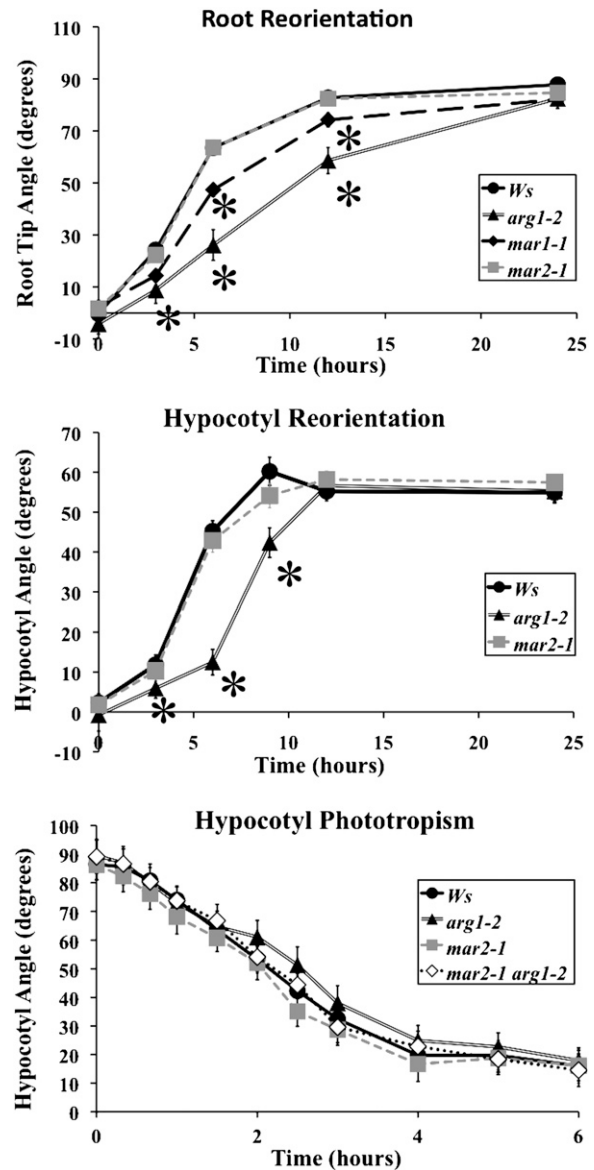 Root Reorientation
Root Tip Angle (degrees)
110
90
70
50
30
10
-10
0
5
10
15
20
25
Time (hours)
*
*
*
*
*
Ws
arg1-2
mar1-1
mar2-1
Hypocotyl Reorientation
Hypocotyl Angle (degrees)
70
60
50
40
30
20
10
0
-10
0
5
10
15
20
25
Time (hours)
*
*
*
Ws
arg1-2
mar2-1
Hypocotyl Phototropism
Hypocotyl Angle (degrees)
100
90
80
70
60
50
40
30
20
10
0
0
2
4
6
Time (hours)
Ws
arg1-2
mar2-1
mar2-1 arg1-2